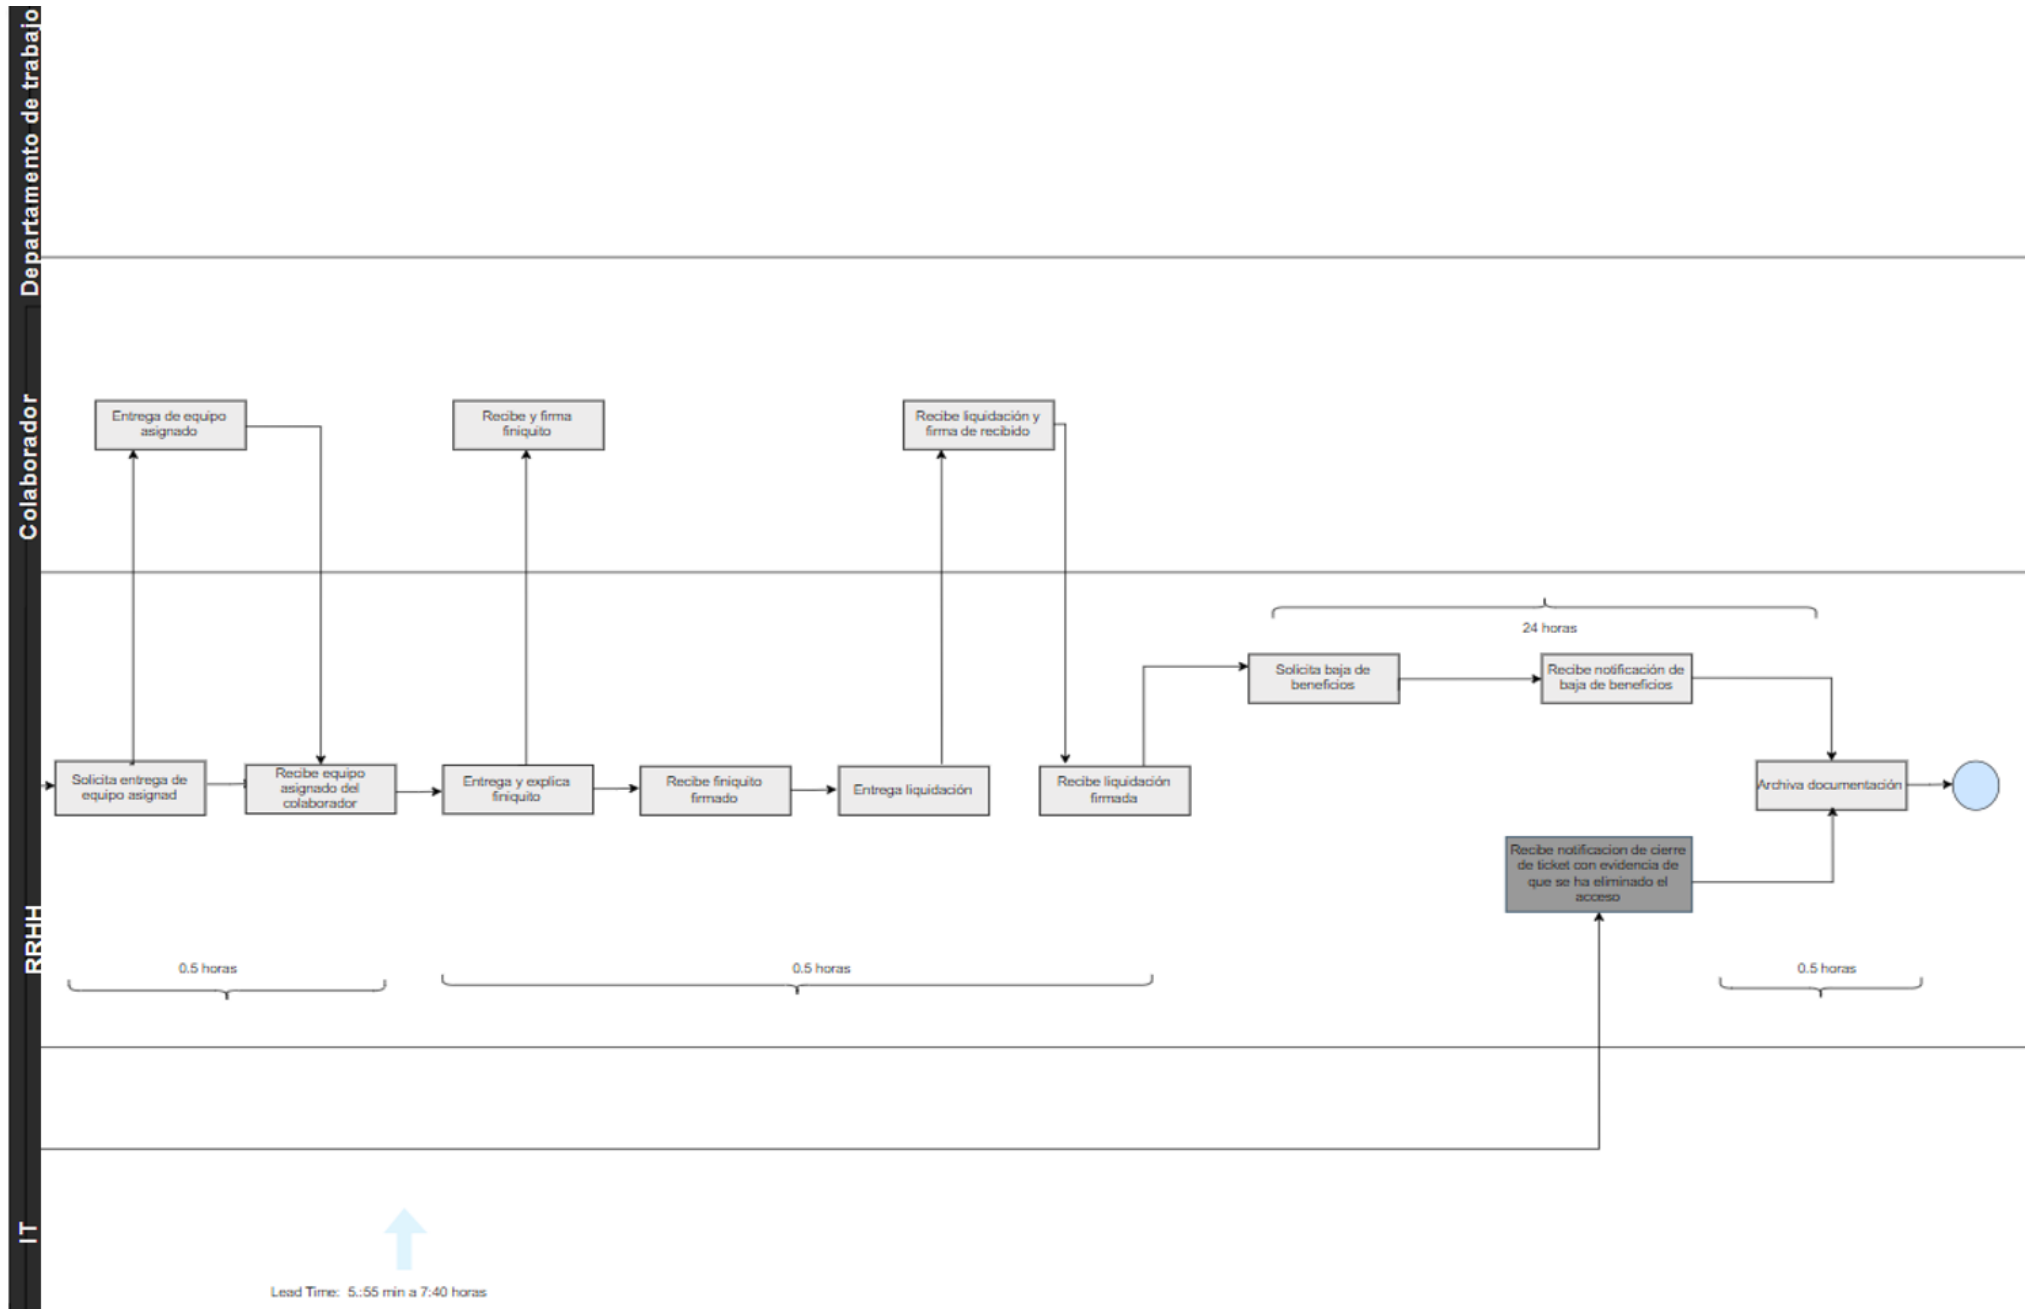 Departamento de trabajo
Colaborador
Entrega de equipo
asignado
Recibe y firma
finiquito
Recibe liquidación y
firma de recibido
RRHH
24 horas
Solicita baja de
beneficios
Recibe notificación de
baja de beneficios
Solicita entrega de
equipo asignad
Recibe equipo
asignado del
colaborador
Entrega y explica
finiquito
Recibe finiquito
firmado
Entrega liquidación
Recibe liquidación
firmada
Archiva documentación
Recibe notificacion de cierre
de ticket con evidencia de
que se ha eliminado el
acceso
0.5 horas
0.5 horas
0.5 horas
IT
Lead Time: 5.:55 min a 7:40 horas